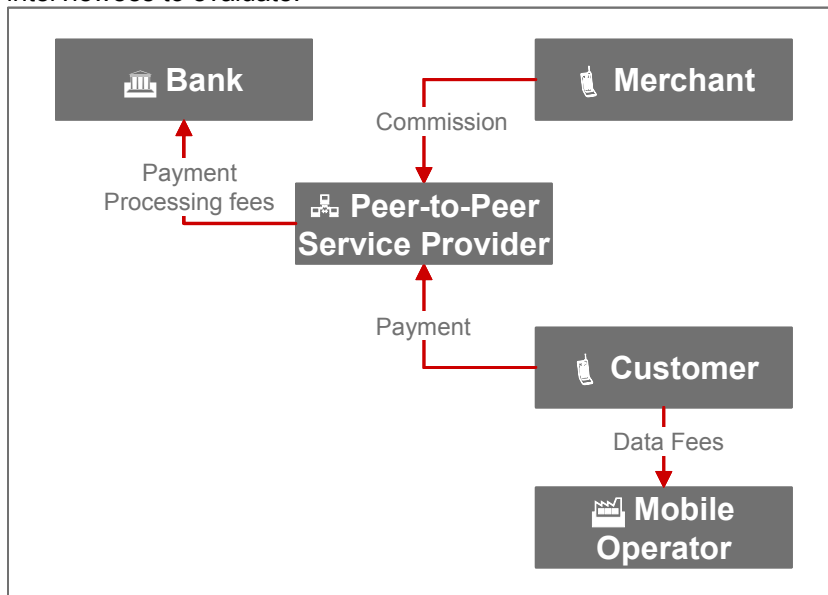 Bank
Merchant
Commission
Payment
Processing fees
Peer-to-Peer
Service Provider
Payment
Customer
Data Fees
Mobile
Operator